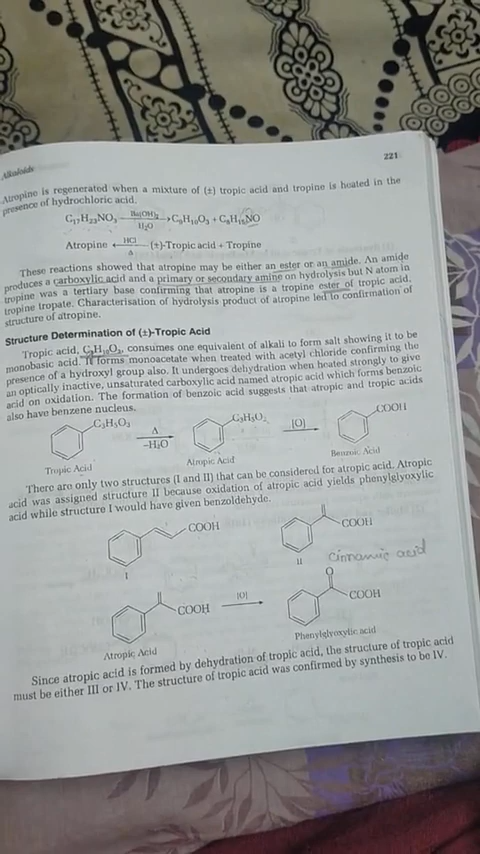 Alkaloids
221
Atropine is regenerated when a mixture of (±) tropic acid and tropine is heated in the
presence of hydrochloric acid.
C₁₇H₂₃NO₃ —Ba(OH)₂/H₂O→ C₉H₁₀O₃ + C₈H₁₅NO
Atropine ←HCl/Δ— (±)-Tropic acid + Tropine
These reactions showed that atropine may be either an ester or an amide. An amide
produces a carboxylic acid and a primary or secondary amine on hydrolysis but N atom in
tropine was a tertiary base confirming that atropine is a tropine ester of tropic acid,
tropine tropate. Characterisation of hydrolysis product of atropine led to confirmation of
structure of atropine.
Structure Determination of (±)-Tropic Acid
Tropic acid, C₉H₁₀O₃, consumes one equivalent of alkali to form salt showing it to be
monobasic acid. It forms monoacetate when treated with acetyl chloride confirming the
presence of a hydroxyl group also. It undergoes dehydration when heated strongly to give
an optically inactive, unsaturated carboxylic acid named atropic acid which forms benzoic
acid on oxidation. The formation of benzoic acid suggests that atropic and tropic acids
also have benzene nucleus.
C₃H₅O₃ Δ –H₂O C₃H₃O₂ [O] COOH
Tropic Acid Atropic Acid Benzoic Acid
There are only two structures (I and II) that can be considered for atropic acid. Atropic
acid was assigned structure II because oxidation of atropic acid yields phenylglyoxylic
acid while structure I would have given benzoldehyde.
COOH COOH
I II Cinnamic acid
O
COOH [O] COOH
Atropic Acid Phenylglyoxylic acid
Since atropic acid is formed by dehydration of tropic acid, the structure of tropic acid
must be either III or IV. The structure of tropic acid was confirmed by synthesis to be IV.